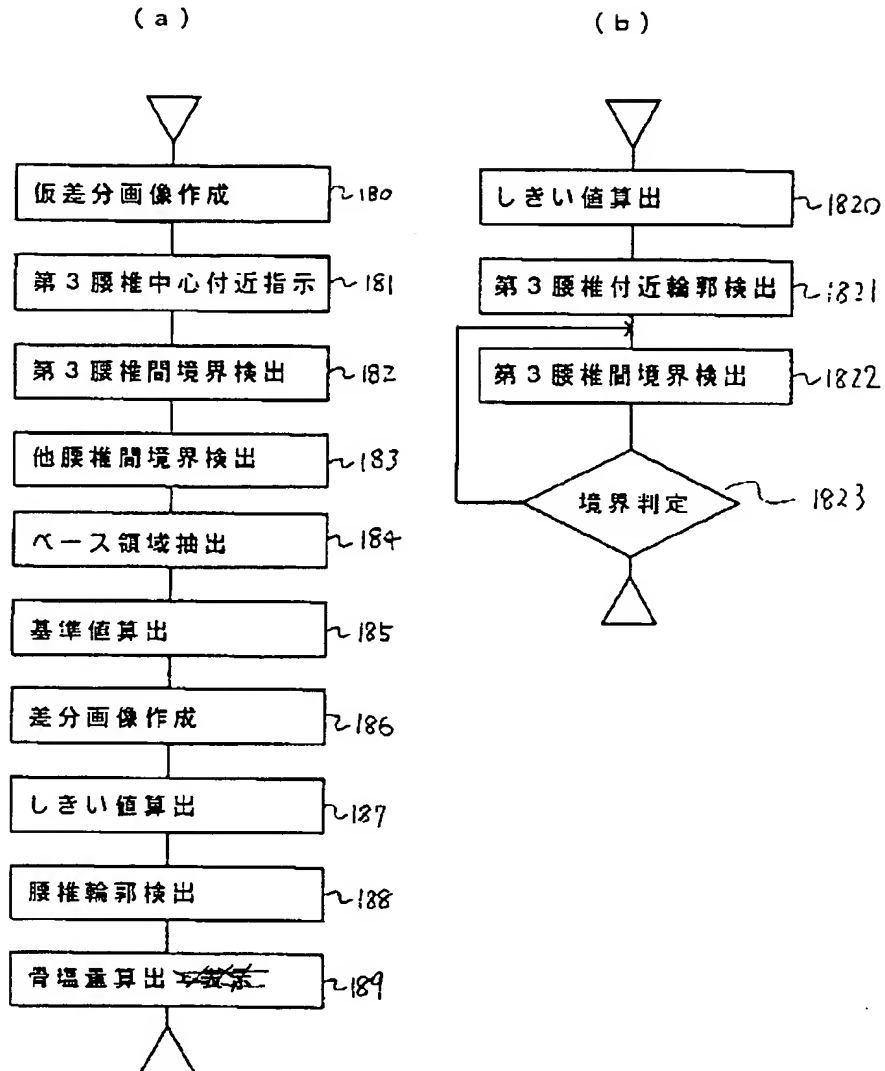 (a)
仮差分画像作成 180
第3腰椎中心付近指示 181
第3腰椎間境界検出 182
他腰椎間境界検出 183
ベース領域抽出 184
基準値算出 185
差分画像作成 186
しきい値算出 187
腰椎輪郭検出 188
骨塩量算出 189
(b)
しきい値算出 1820
第3腰椎付近輪郭検出 1821
第3腰椎間境界検出 1822
境界判定 1823